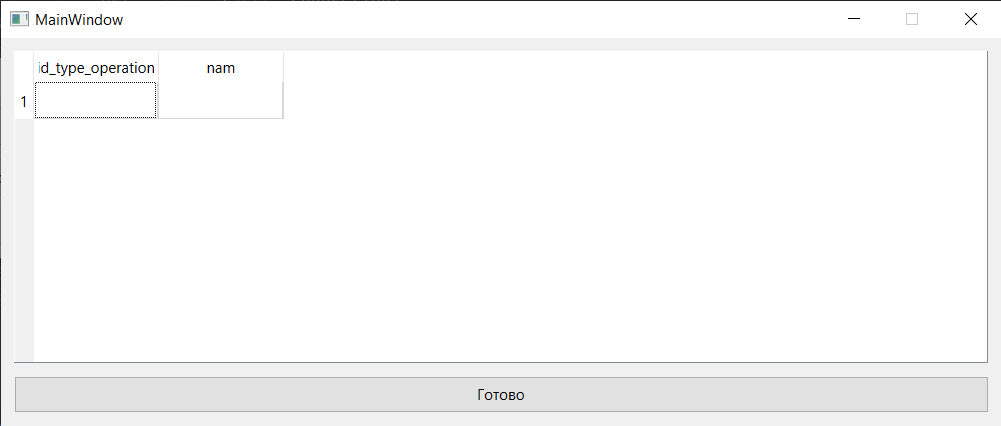 MainWindow
id_type_operation nam
1
Готово